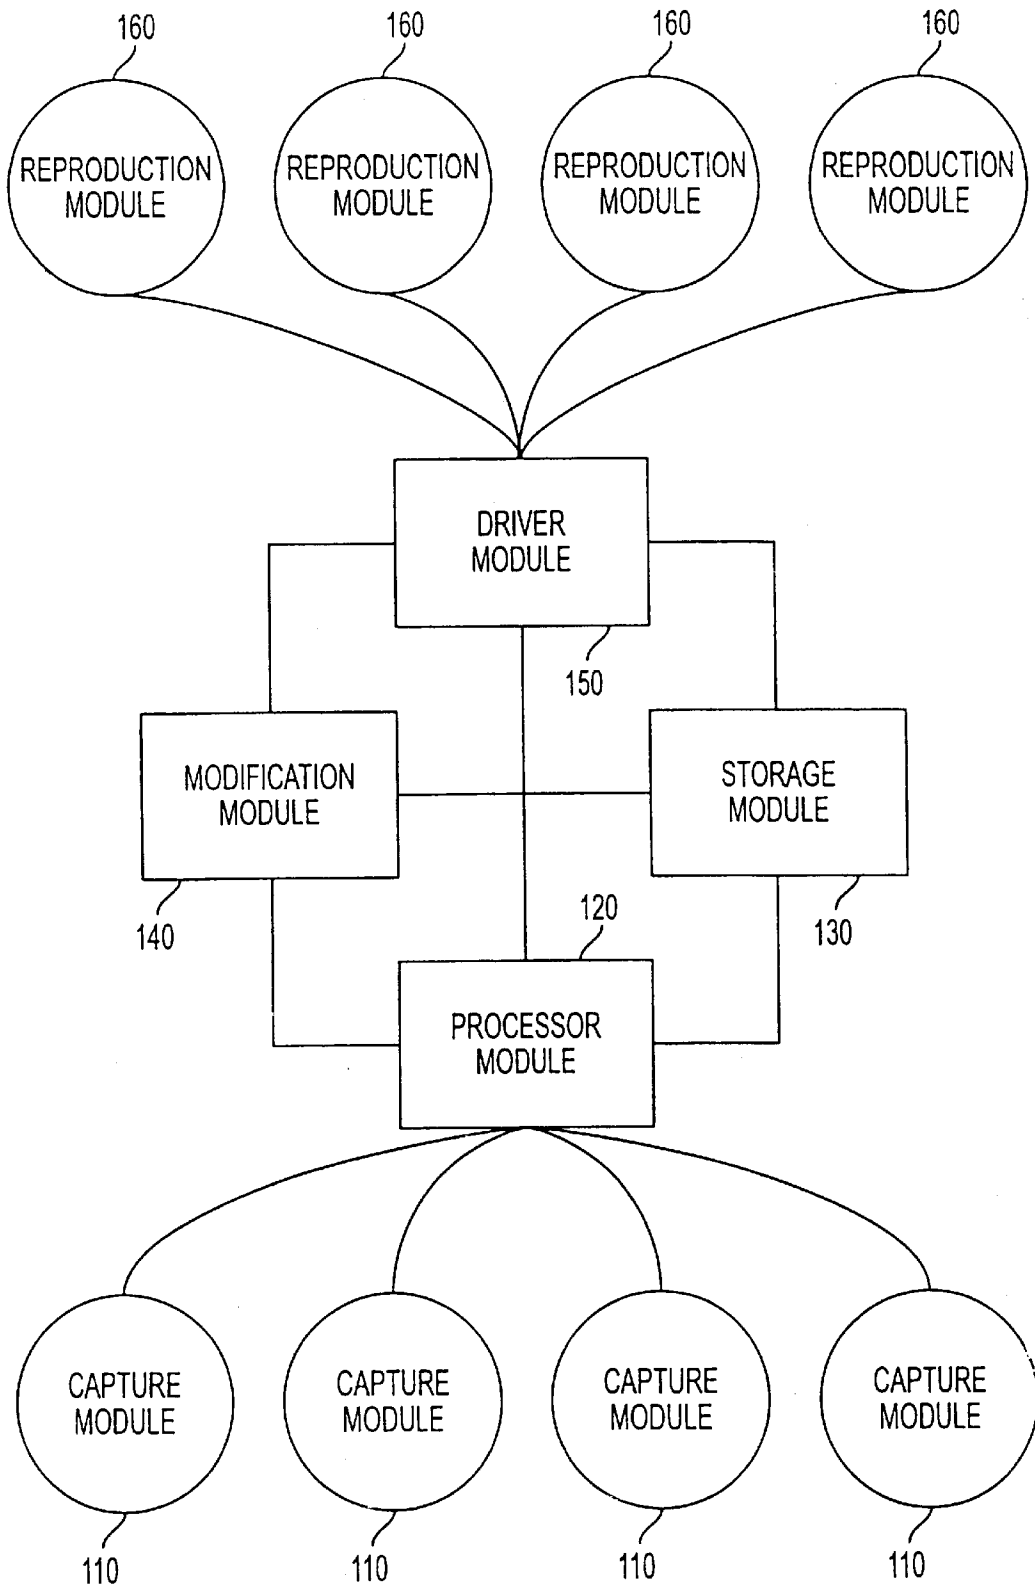 160 160 160 160
REPRODUCTION REPRODUCTION REPRODUCTION REPRODUCTION
MODULE MODULE MODULE MODULE
DRIVER
MODULE
150
MODIFICATION
MODULE
STORAGE
MODULE
140
120
130
PROCESSOR
MODULE
CAPTURE CAPTURE CAPTURE CAPTURE
MODULE MODULE MODULE MODULE
110 110 110 110